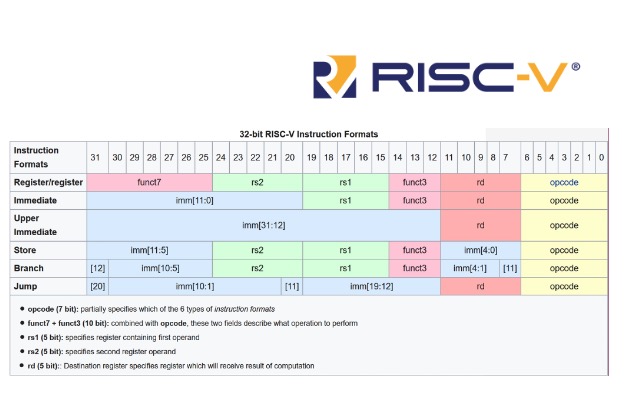 RISC-V®
32-bit RISC-V Instruction Formats
Instruction Formats 31 30 29 28 27 26 25 24 23 22 21 20 19 18 17 16 15 14 13 12 11 10 9 8 7 6 5 4 3 2 1 0
Register/register funct7 rs2 rs1 funct3 rd opcode
Immediate imm[11:0] rs1 funct3 rd opcode
Upper Immediate imm[31:12] rd opcode
Store imm[11:5] rs2 rs1 funct3 imm[4:0] opcode
Branch [12] imm[10:5] rs2 rs1 funct3 imm[4:1] [11] opcode
Jump [20] imm[10:1] [11] imm[19:12] rd opcode
• opcode (7 bit): partially specifies which of the 6 types of instruction formats
• funct7 + funct3 (10 bit): combined with opcode, these two fields describe what operation to perform
• rs1 (5 bit): specifies register containing first operand
• rs2 (5 bit): specifies second register operand
• rd (5 bit):: Destination register specifies register which will receive result of computation